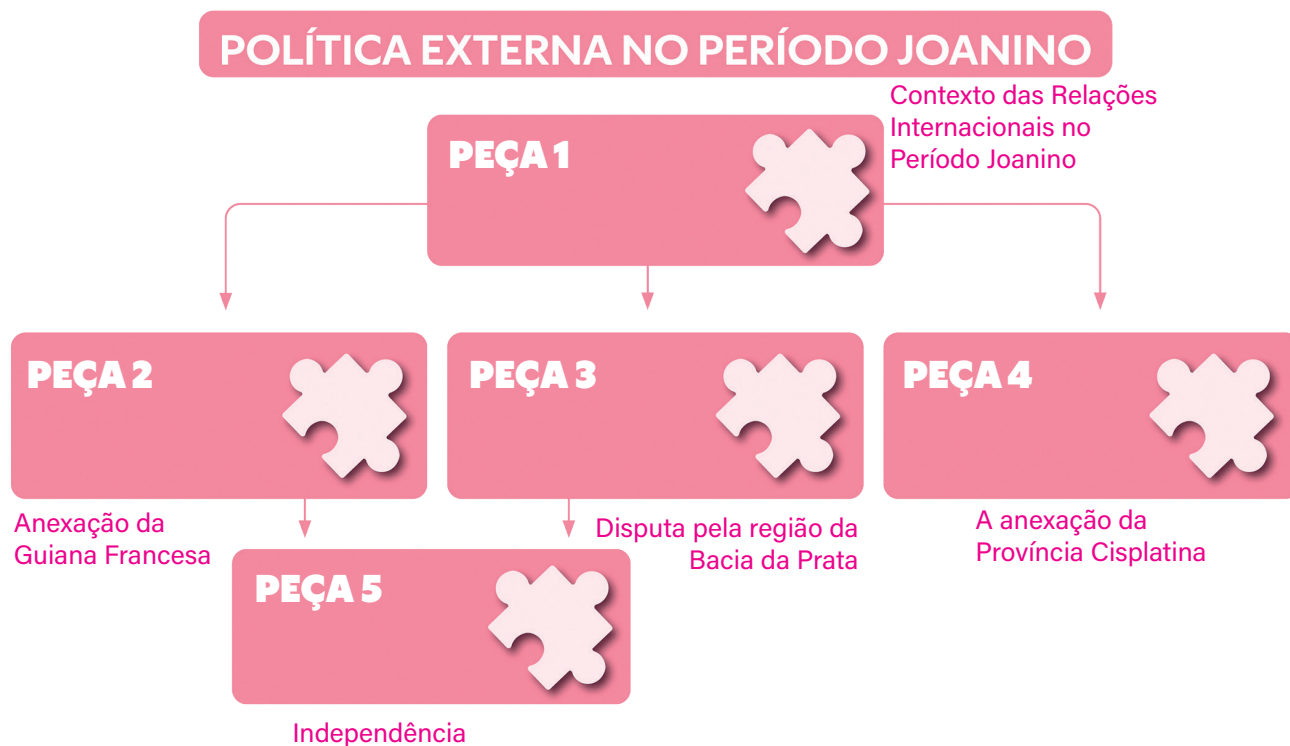 POLÍTICA EXTERNA NO PERÍODO JOANINO
Contexto das Relações
Internacionais no
Período Joanino
PEÇA 1
PEÇA 2
PEÇA 3
PEÇA 4
Anexação da
Guiana Francesa
Disputa pela região da
Bacia da Prata
A anexação da
Província Cisplatina
PEÇA 5
Independência